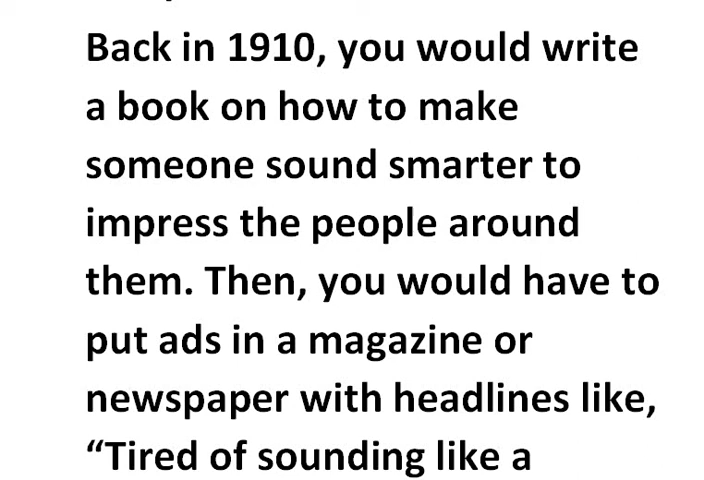 Back in 1910, you would write
a book on how to make
someone sound smarter to
impress the people around
them. Then, you would have to
put ads in a magazine or
newspaper with headlines like,
“Tired of sounding like a